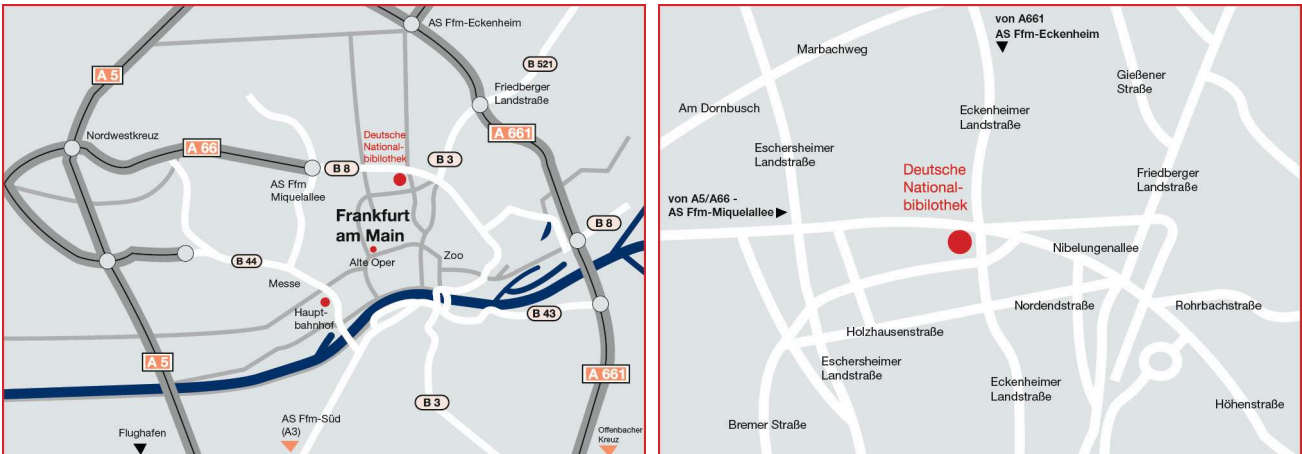 AS Ffm-Eckenheim
B 521
A 5
Friedberger
Landstraße
Nordwestkreuz
A 66
Deutsche
National-
bibliothek
A 661
B 3
B 8
AS Ffm
Miquelallee
Frankfurt
am Main
B 8
Alte Oper
Zoo
B 44
Messe
Haupt-
bahnhof
B 43
A 5
A 661
B 3
AS Ffm-Süd
(A3)
Flughafen
Offenbacher
Kreuz
von A661
AS Ffm-Eckenheim
Marbachweg
Gießener
Straße
Am Dornbusch
Eckenheimer
Landstraße
Eschersheimer
Landstraße
Deutsche
National-
bibilothek
Friedberger
Landstraße
von A5/A66 -
AS Ffm-Miquelallee
Nibelungenallee
Nordendstraße
Rohrbachstraße
Holzhausenstraße
Eschersheimer
Landstraße
Eckenheimer
Landstraße
Höhenstraße
Bremer Straße